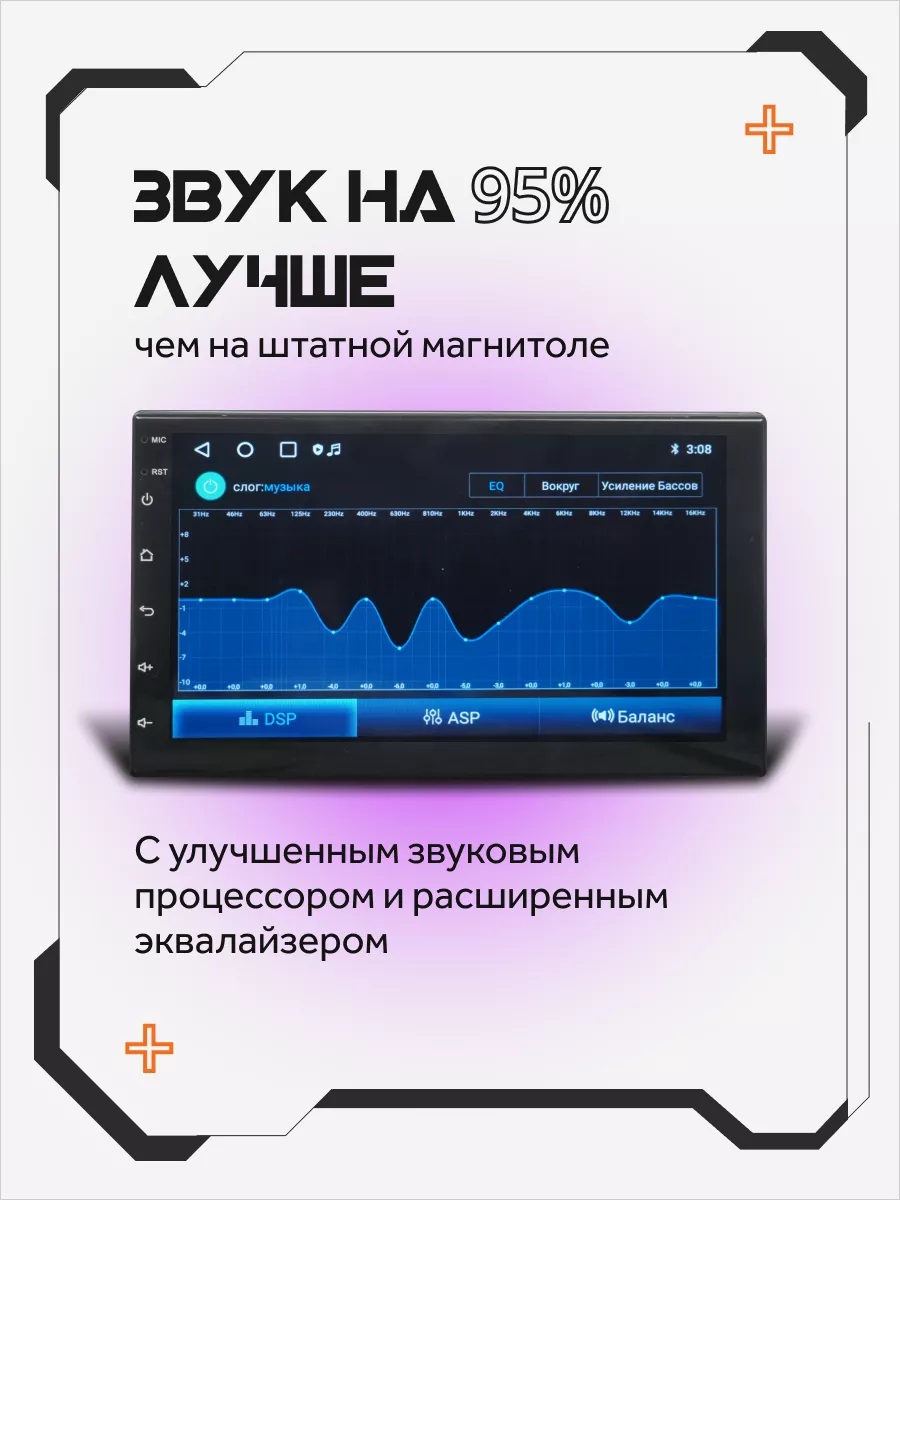 ЗВУК НА 95%
ЛУЧШЕ
чем на штатной магнитоле
MIC
3:08
RST
слог:музыка
EQ Вокруг Усиление Бассов
31Hz 46Hz 63Hz 125Hz 230Hz 400Hz 630Hz 810Hz 1KHz 2KHz 4KHz 6KHz 8KHz 12KHz 14KHz 16KHz
+8
+5
+2
-1
-4
-7
-10
+0,0 +0,0 +0,0 +1,0 -4,0 +0,0 -6,0 +0,0 -5,0 -3,0 +0,0 +1,0 +0,0 -3,0 +0,0 +0,0
DSP ASP Баланс
С улучшенным звуковым
процессором и расширенным
эквалайзером